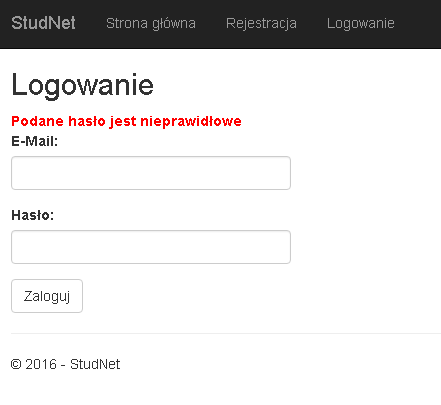 StudNet Strona główna Rejestracja Logowanie
Logowanie
Podane hasło jest nieprawidłowe
E-Mail:
Hasło:
Zaloguj
© 2016 - StudNet